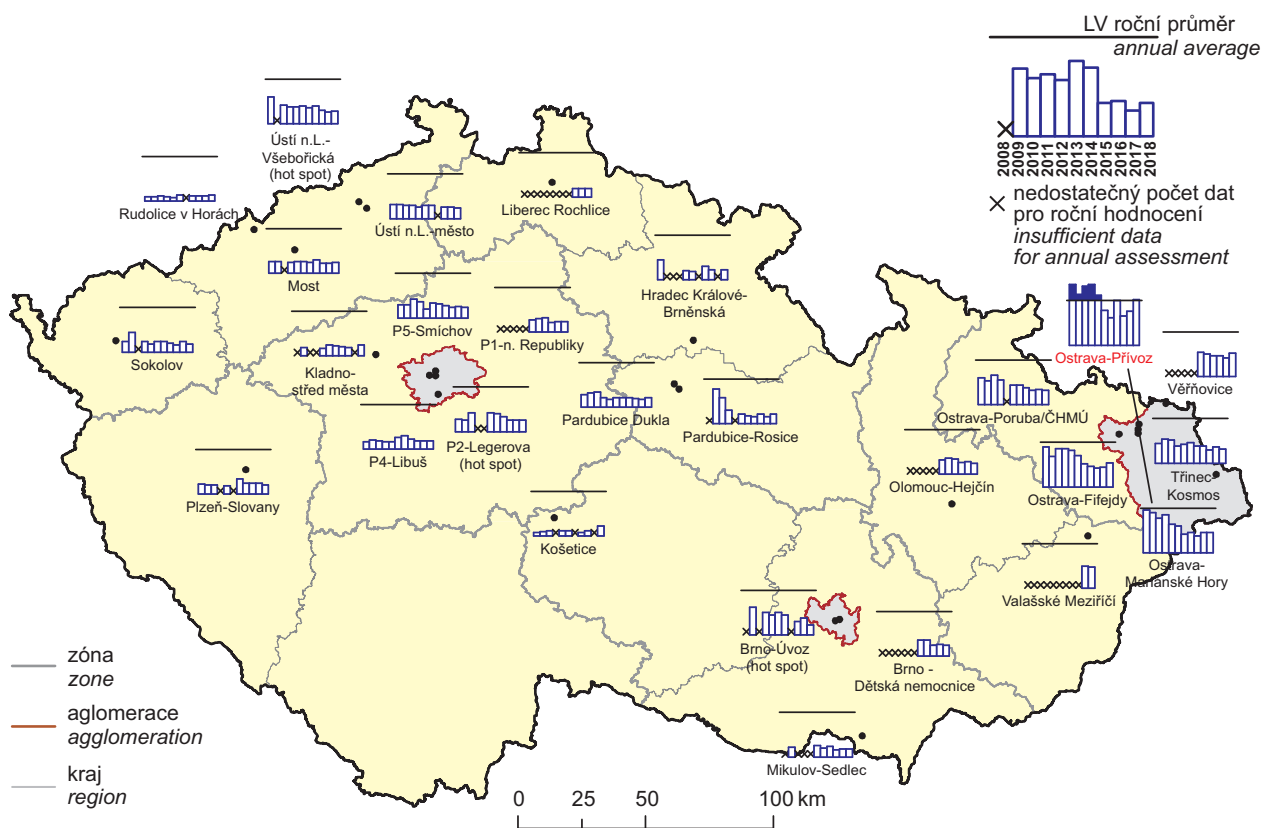 LV roční průměr
annual average
2008
2009
2010
2011
2012
2013
2014
2015
2016
2017
2018
nedostatečný počet dat
pro roční hodnocení
insufficient data
for annual assessment
Ústí n.L.-
Všebořická
(hot spot)
Rudolice v Horách
Ústí n.L.-město
Liberec Rochlice
Most
Hradec Králové-
Brněnská
P5-Smíchov
P1-n. Republiky
Sokolov
Kladno-
střed města
Ostrava-Přívoz
Věřňovice
Pardubice Dukla
Pardubice-Rosice
Ostrava-Poruba/ČHMÚ
P2-Legerova
(hot spot)
P4-Libuš
Plzeň-Slovany
Olomouc-Hejčín
Ostrava-Fifejdy
Třinec-
Kosmos
Košetice
Ostrava-
Mariánské Hory
Valašské Meziříčí
Brno-Úvoz
(hot spot)
Brno -
Dětská nemocnice
Mikulov-Sedlec
zóna
zone
aglomerace
agglomeration
kraj
region
0 25 50 100 km